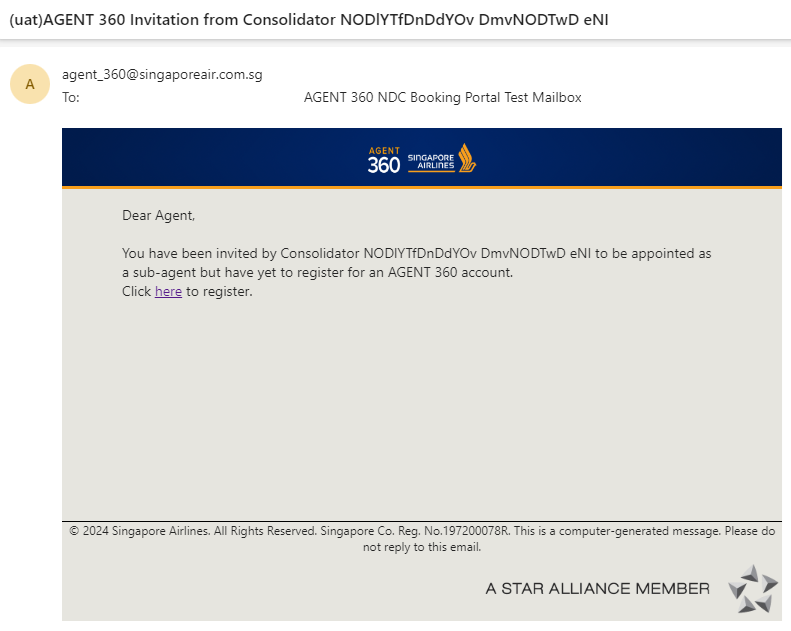 (uat)AGENT 360 Invitation from Consolidator NODlYTfDnDdYOv DmvNODTwD eNI
A
agent_360@singaporeair.com.sg
To: AGENT 360 NDC Booking Portal Test Mailbox
AGENT
360
SINGAPORE
AIRLINES
Dear Agent,
You have been invited by Consolidator NODlYTfDnDdYOv DmvNODTwD eNI to be appointed as
a sub-agent but have yet to register for an AGENT 360 account.
Click here to register.
© 2024 Singapore Airlines. All Rights Reserved. Singapore Co. Reg. No.197200078R. This is a computer-generated message. Please do
not reply to this email.
A STAR ALLIANCE MEMBER